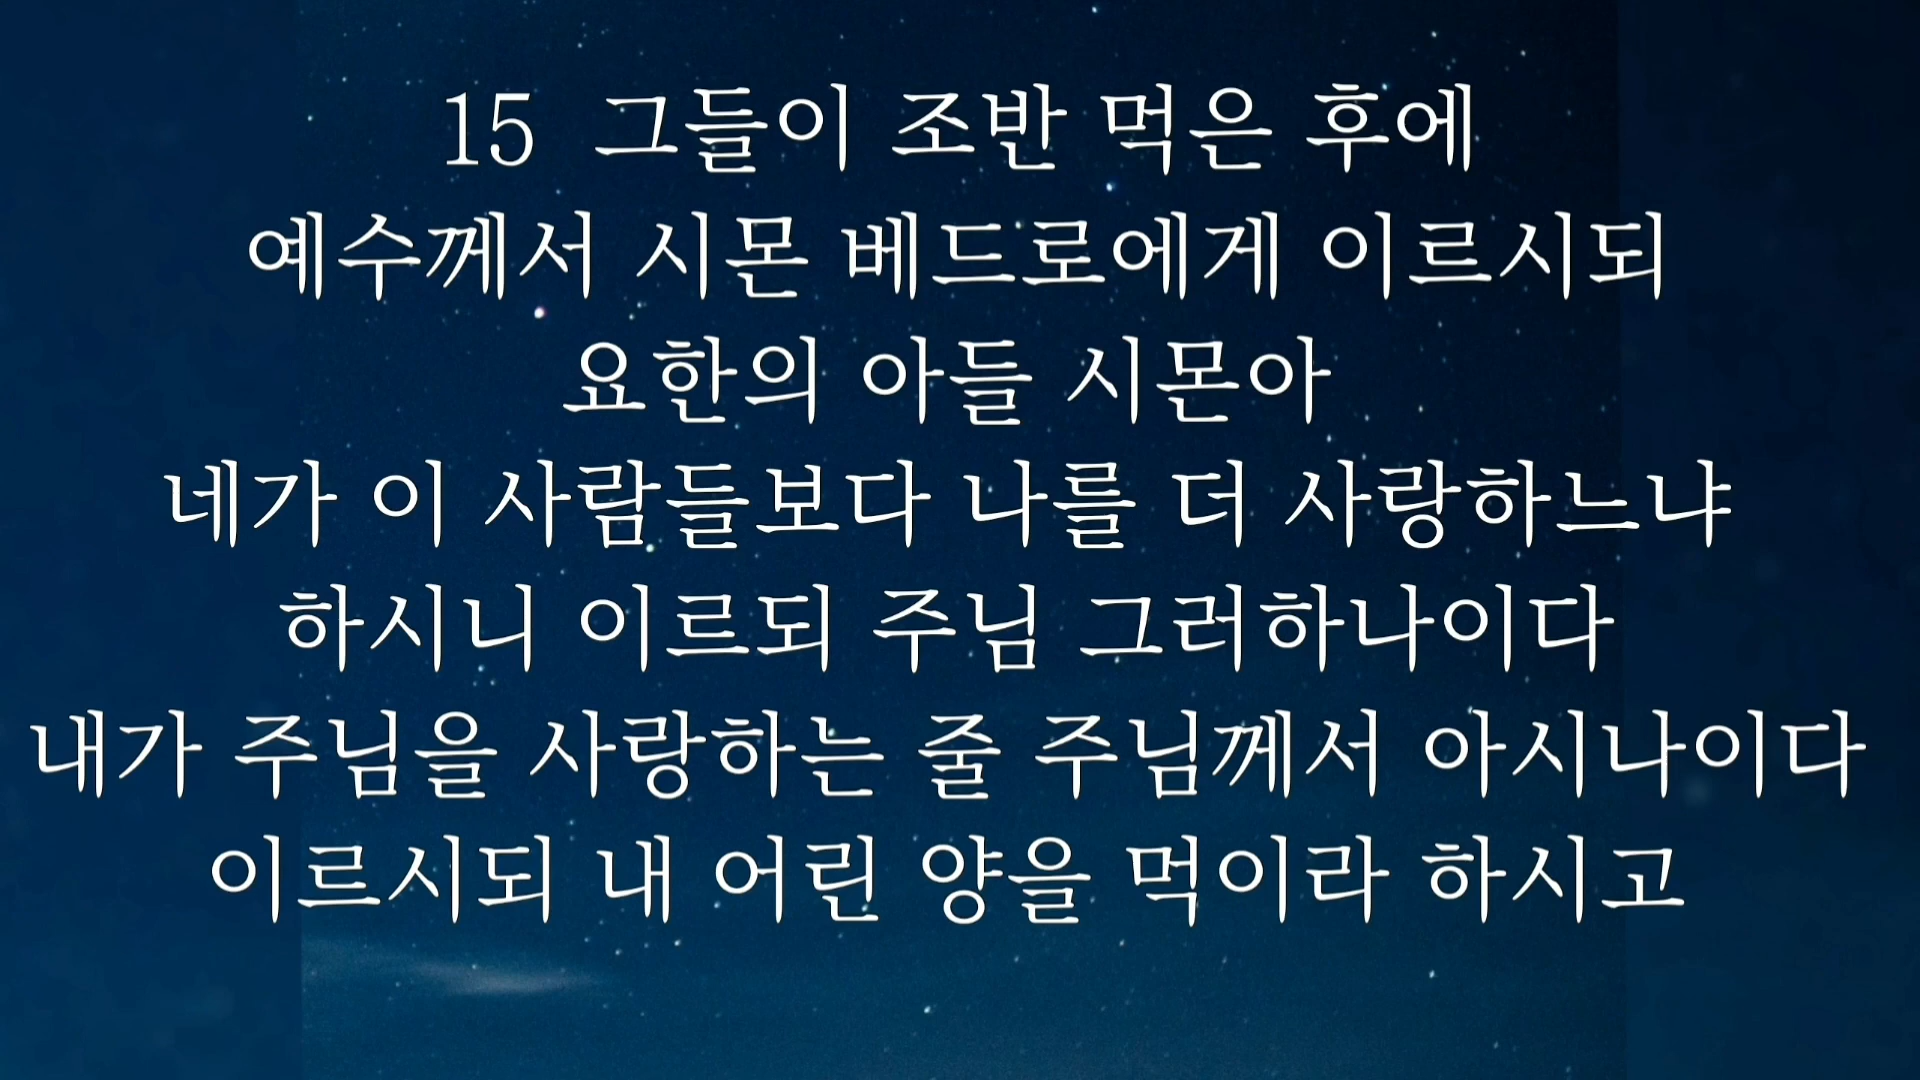 15  그들이 조반 먹은 후에
예수께서 시몬 베드로에게 이르시되
요한의 아들 시몬아
네가 이 사람들보다 나를 더 사랑하느냐
하시니 이르되 주님 그러하나이다
내가 주님을 사랑하는 줄 주님께서 아시나이다
이르시되 내 어린 양을 먹이라 하시고